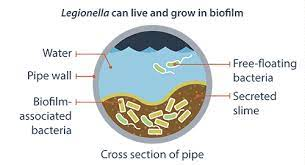 Legionella can live and grow in biofilm
Water
Pipe wall
Biofilm-
associated
bacteria
Free-floating
bacteria
Secreted
slime
Cross section of pipe